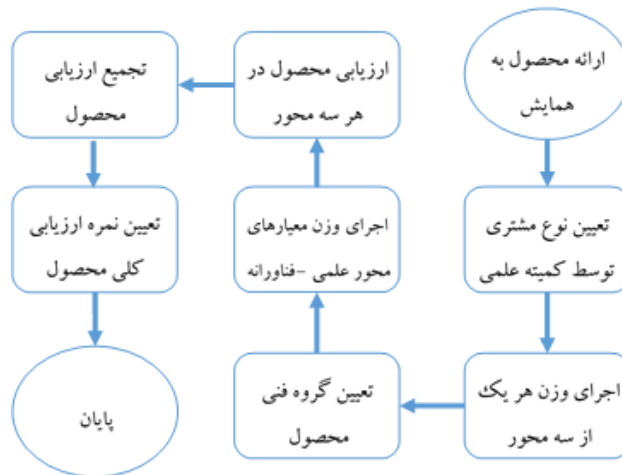 ارائه محصول به
همایش
تعیین نوع مشتری
توسط کمیته علمی
اجرای وزن هر یک
از سه محور
تعیین گروه فنی
محصول
اجرای وزن معیارهای
محور علمی -فناورانه
ارزیابی محصول در
هر سه محور
تجمیع ارزیابی
محصول
تعیین نمره ارزیابی
کلی محصول
پایان